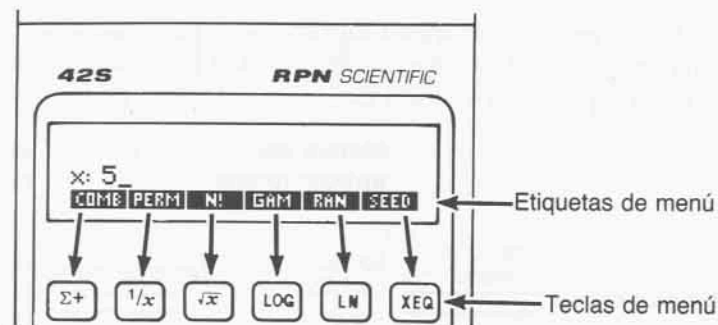 42S RPN SCIENTIFIC
x: 5_
COMB PERM N! GAM RAN SEED
Etiquetas de menú
Σ+ 1/x √x LOG LN XEQ
Teclas de menú